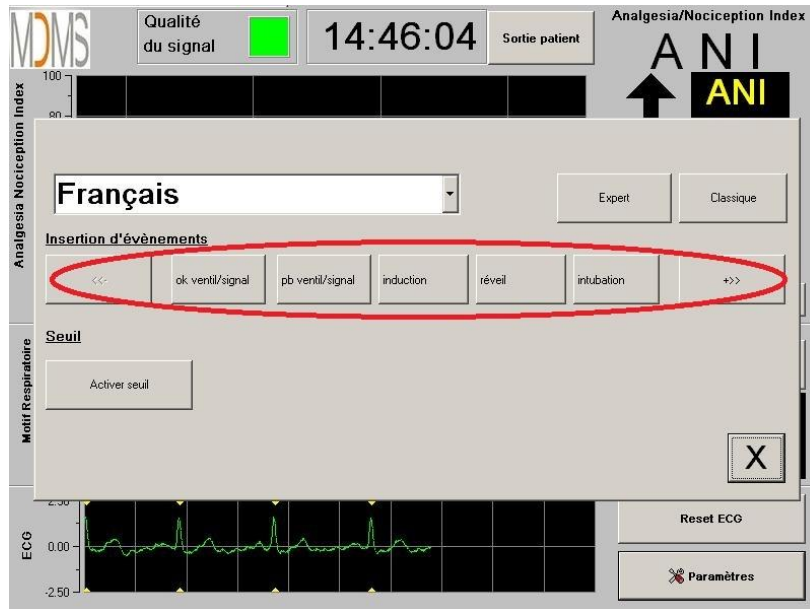 MDMS
Qualité
du signal
14:46:04
Sortie patient
Analgesia/Nociception Index
ANI
ANI
Analgesia Nociception Index
100
80
Français
Expert
Classique
Insertion d'évènements
<<-
ok ventil/signal
pb ventil/signal
induction
réveil
intubation
+>>
Seuil
Activer seuil
X
Motif Respiratoire
ECG
2.50
0.00
-2.50
Reset ECG
Paramètres